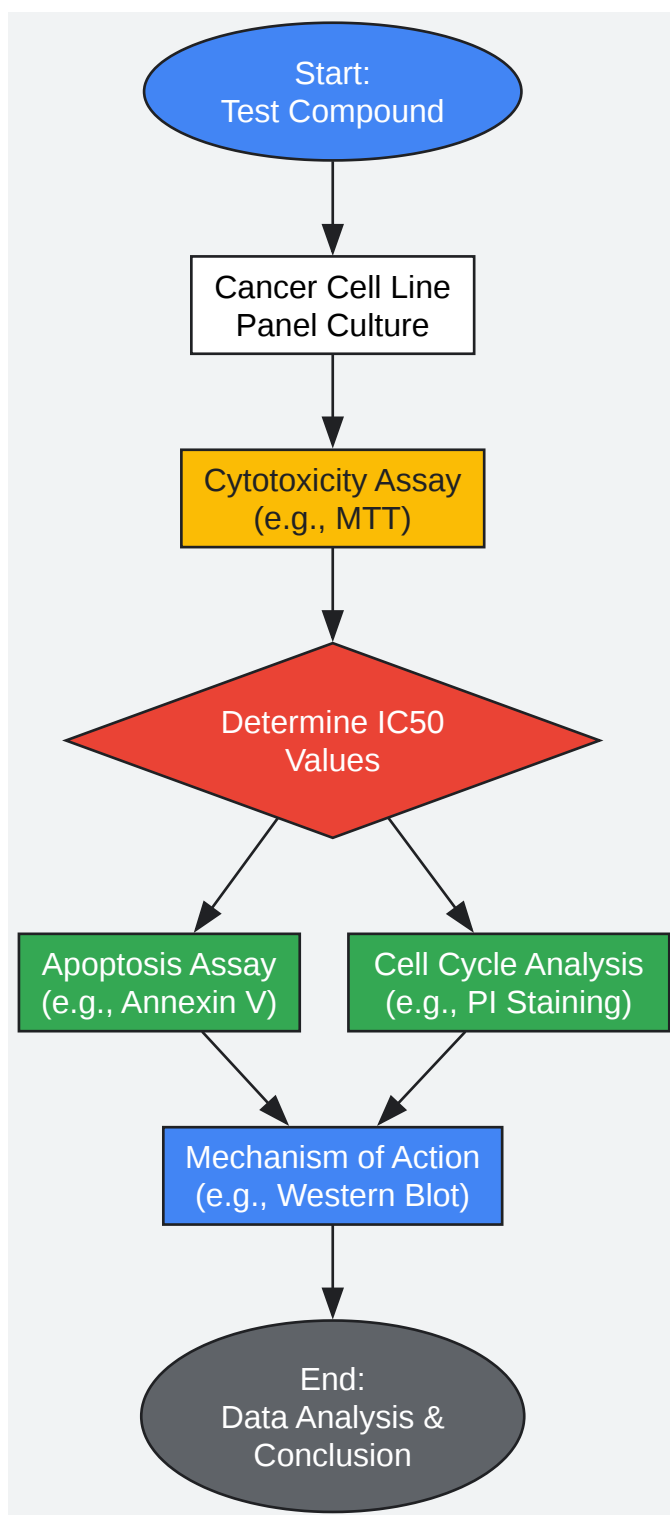 Start:
Test Compound
Cancer Cell Line
Panel Culture
Cytotoxicity Assay
(e.g., MTT)
Determine IC50
Values
Apoptosis Assay
(e.g., Annexin V)
Cell Cycle Analysis
(e.g., PI Staining)
Mechanism of Action
(e.g., Western Blot)
End:
Data Analysis &
Conclusion